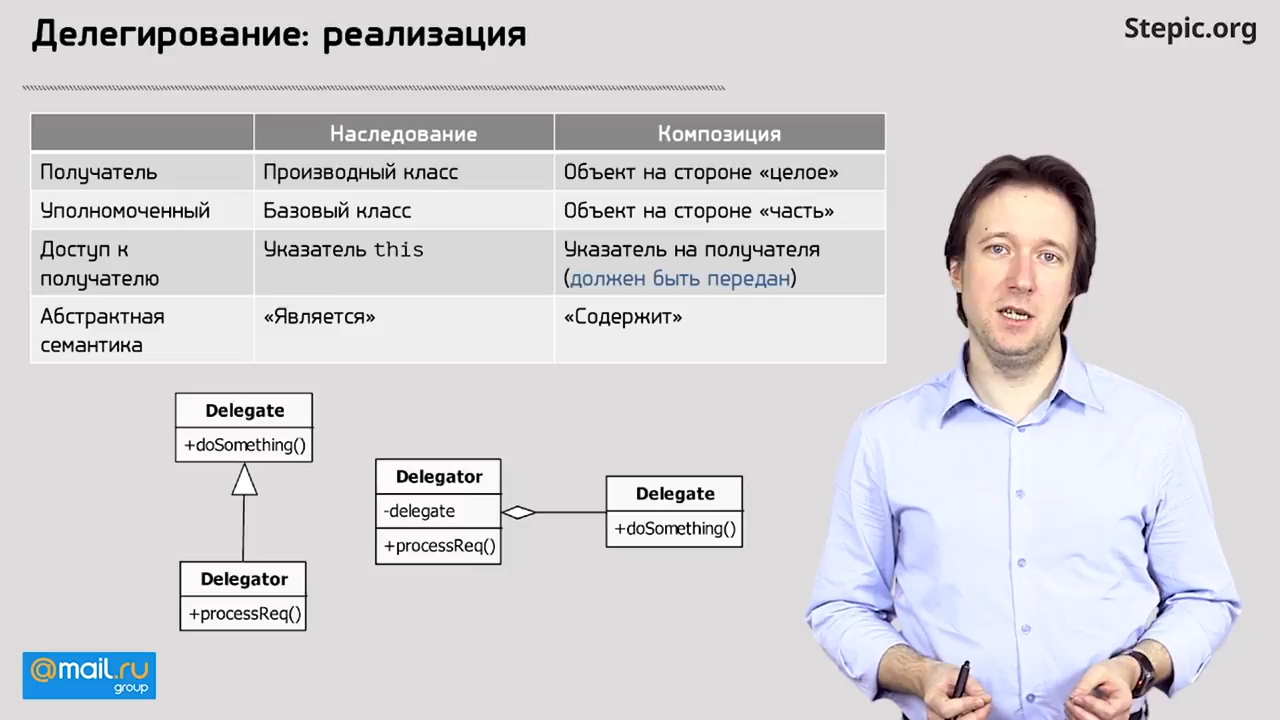 Делегирование: реализация
Stepic.org
Наследование
Композиция
Получатель
Производный класс
Объект на стороне «целое»
Уполномоченный
Базовый класс
Объект на стороне «часть»
Доступ к
получателю
Указатель this
Указатель на получателя
(должен быть передан)
Абстрактная
семантика
«Является»
«Содержит»
Delegate
+doSomething()
Delegator
+processReq()
Delegator
-delegate
+processReq()
Delegate
+doSomething()
@mail.ru
group